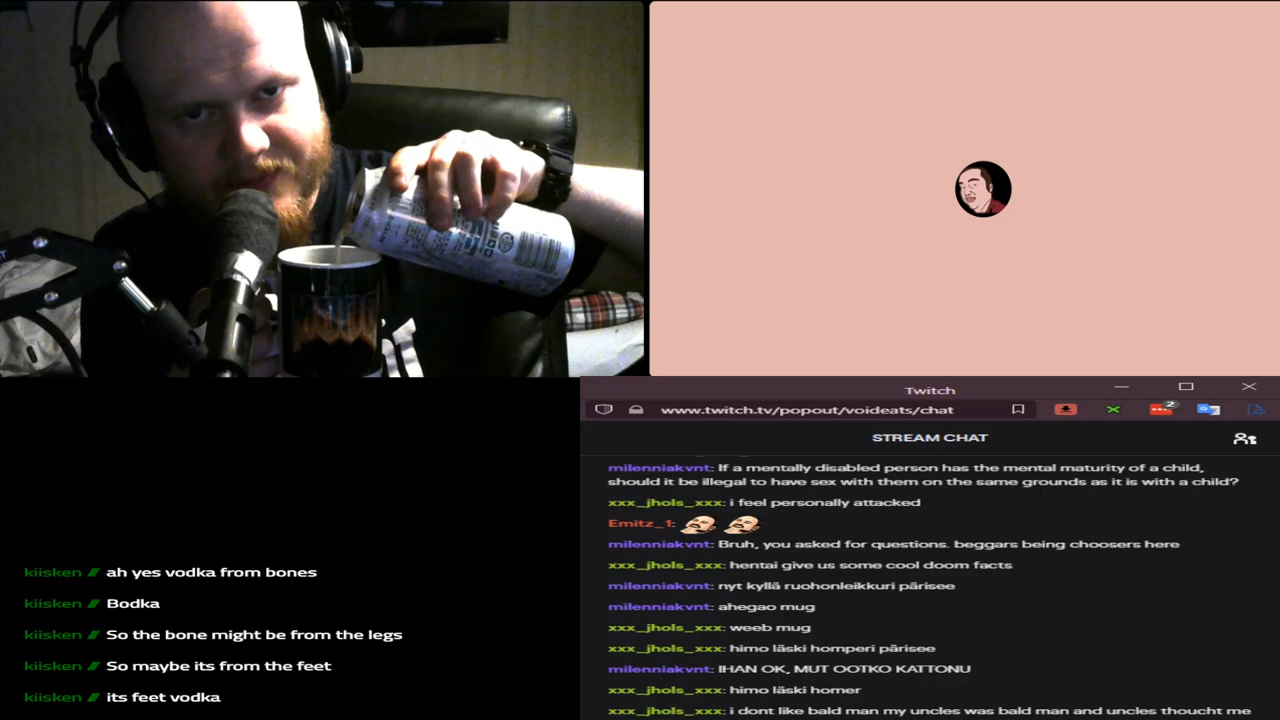 Twitch
www.twitch.tv/popout/voideats/chat
2
STREAM CHAT
milenniakvnt: If a mentally disabled person has the mental maturity of a child,
should it be illegal to have sex with them on the same grounds as it is with a child?
xxx_jhols_xxx: i feel personally attacked
Emitz_1:
milenniakvnt: Bruh, you asked for questions. beggars being choosers here
xxx_jhols_xxx: hentai give us some cool doom facts
milenniakvnt: nyt kyllä ruohonleikkuri pärisee
milenniakvnt: ahegao mug
xxx_jhols_xxx: weeb mug
xxx_jhols_xxx: himo läski homperi pärisee
milenniakvnt: IHAN OK, MUT OOTKO KATTONU
xxx_jhols_xxx: himo läski homer
xxx_jhols_xxx: i dont like bald man my uncles was bald man and uncles thoucht me
kiisken // ah yes vodka from bones
kiisken // Bodka
kiisken // So the bone might be from the legs
kiisken // So maybe its from the feet
kiisken // its feet vodka